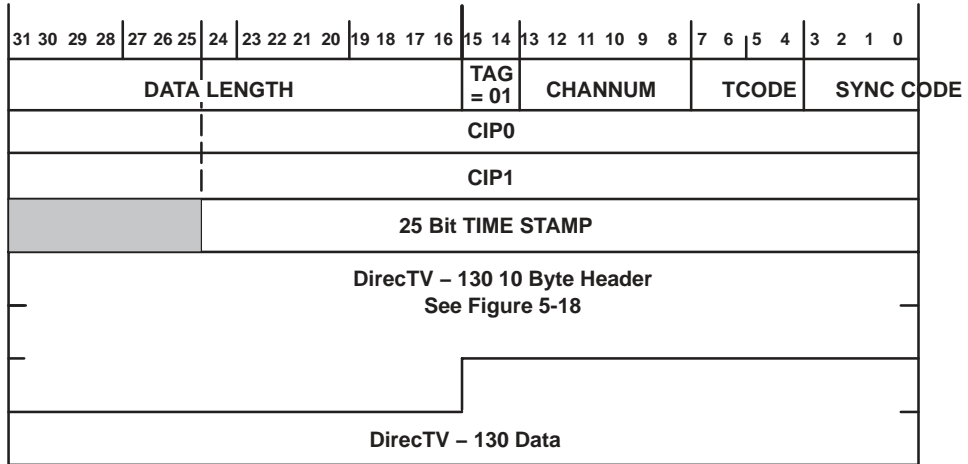 31 30 29 28 27 26 25 24 23 22 21 20 19 18 17 16 15 14 13 12 11 10 9 8 7 6 5 4 3 2 1 0
DATA LENGTH TAG = 01 CHANNUM TCODE SYNC CODE
CIP0
CIP1
25 Bit TIME STAMP
DirecTV – 130 10 Byte Header
See Figure 5-18
DirecTV – 130 Data